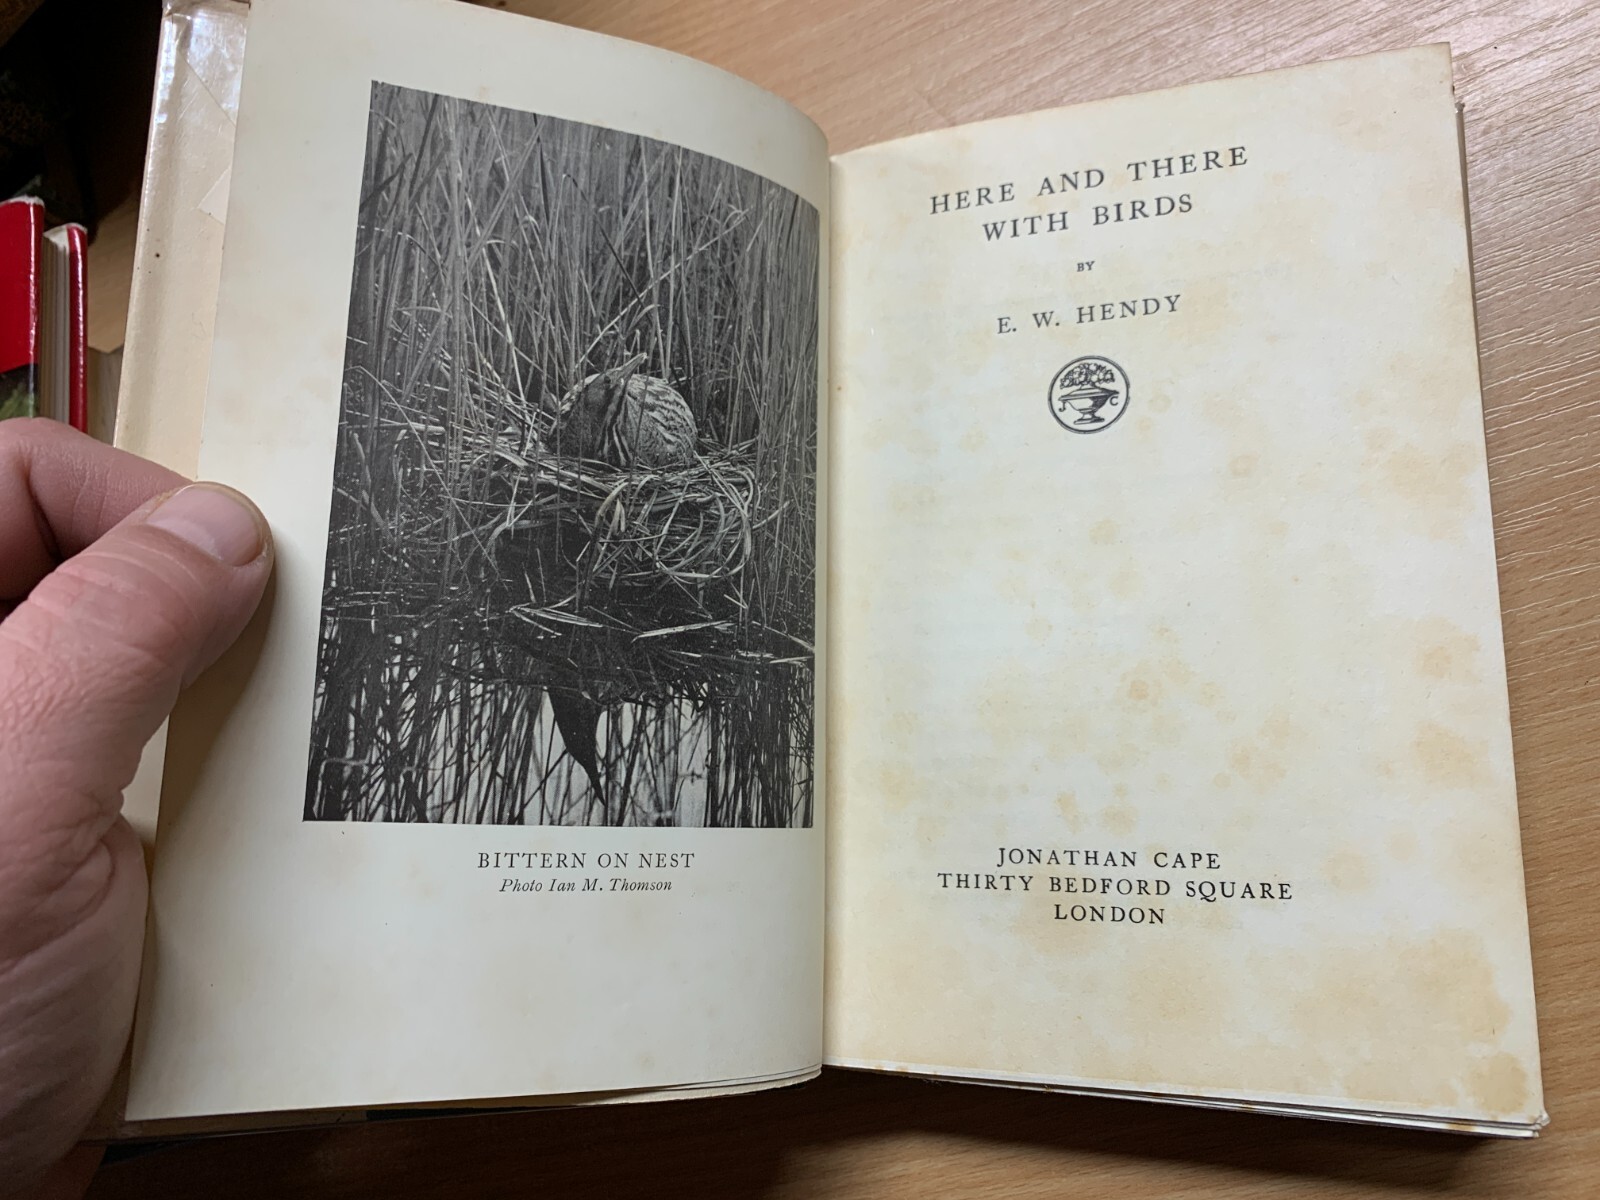 BITTERN ON NEST
Photo Ian M. Thomson
HERE AND THERE
WITH BIRDS
BY
E. W. HENDY
J C
JONATHAN CAPE
THIRTY BEDFORD SQUARE
LONDON